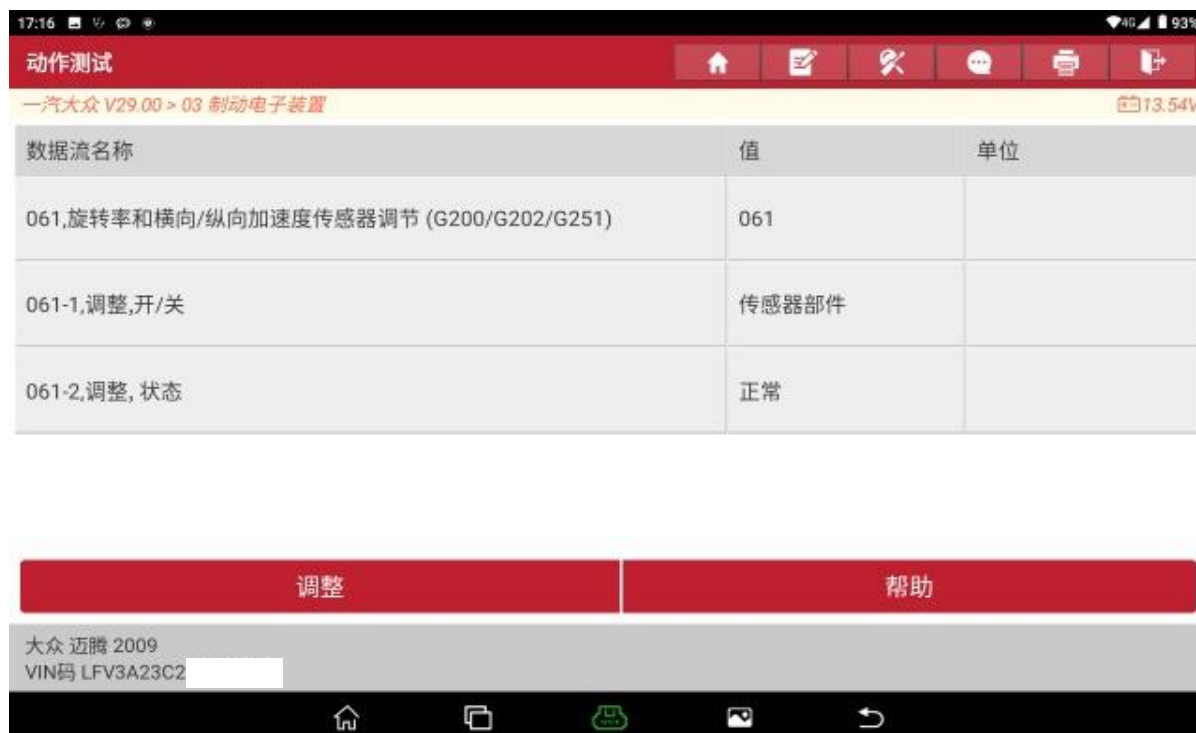 17:16 4G 93%
动作测试
一汽大众 V29.00 > 03 制动电子装置 13.54V
数据流名称 值 单位
061,旋转率和横向/纵向加速度传感器调节 (G200/G202/G251) 061
061-1,调整,开/关 传感器部件
061-2,调整, 状态 正常
调整 帮助
大众 迈腾 2009
VIN码 LFV3A23C2